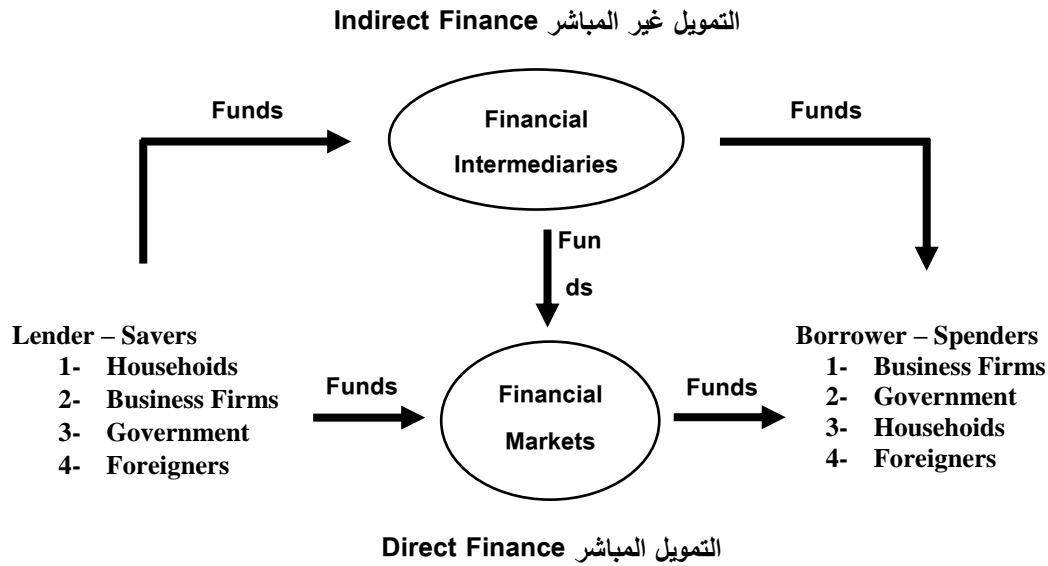 التمويل غير المباشر Indirect Finance
Funds
Financial
Intermediaries
Funds
Fun
ds
Lender – Savers
1- Househoids
2- Business Firms
3- Government
4- Foreigners
Funds
Financial
Markets
Funds
Borrower – Spenders
1- Business Firms
2- Government
3- Househoids
4- Foreigners
التمويل المباشر Direct Finance